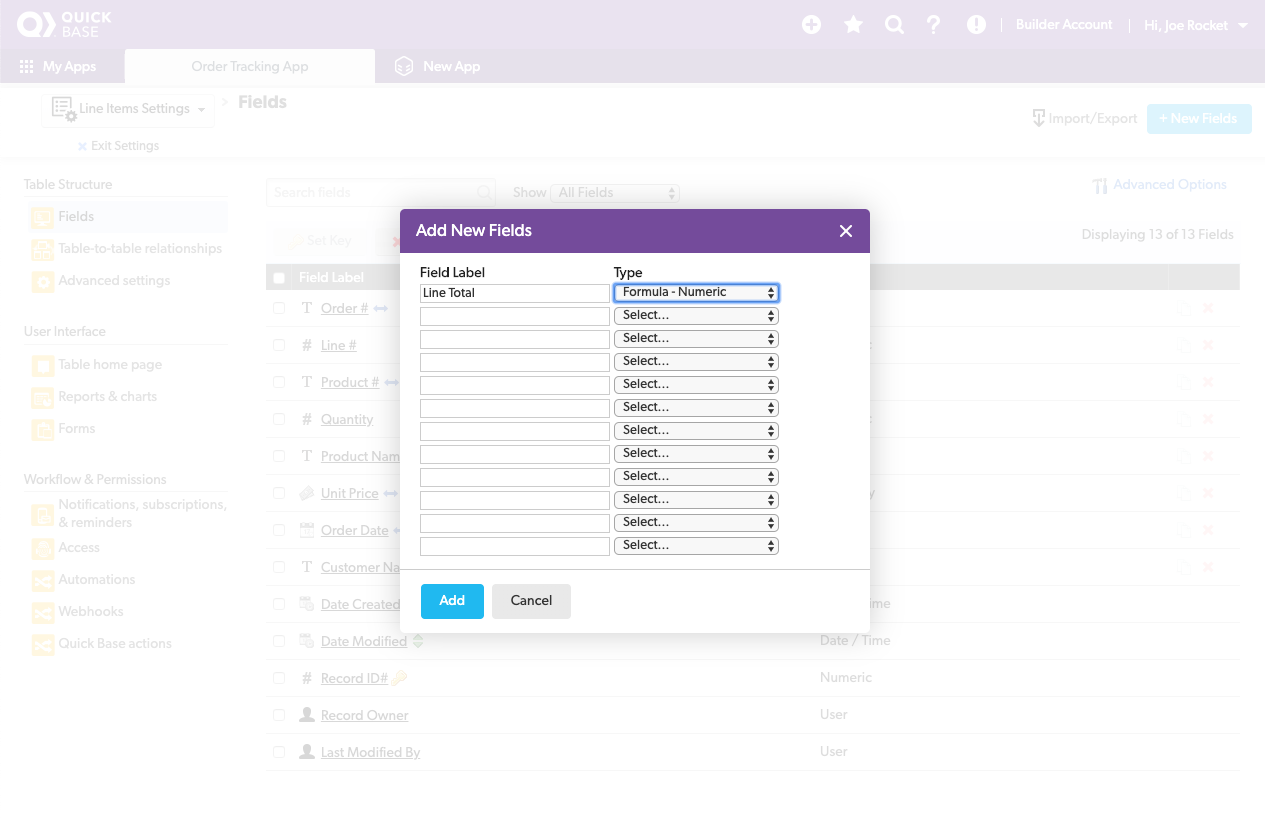 QUICK
BASE
Builder Account
Hi, Joe Rocket
My Apps
Order Tracking App
New App
Line Items Settings
Fields
Import/Export
+ New Fields
Exit Settings
Table Structure
Fields
Table-to-table relationships
Advanced settings
User Interface
Table home page
Reports & charts
Forms
Workflow & Permissions
Notifications, subscriptions,
& reminders
Access
Automations
Webhooks
Quick Base actions
Search fields
Show
All Fields
Advanced Options
Set Key
Displaying 13 of 13 Fields
Field Label
Order #
Line #
Product #
Quantity
Product Nam
Unit Price
Order Date
Customer Na
Date Created
Date Modified
Date / Time
Record ID#
Numeric
Record Owner
User
Last Modified By
User
Add New Fields
Field Label
Type
Line Total
Formula - Numeric
Select...
Select...
Select...
Select...
Select...
Select...
Select...
Select...
Select...
Select...
Select...
Add
Cancel